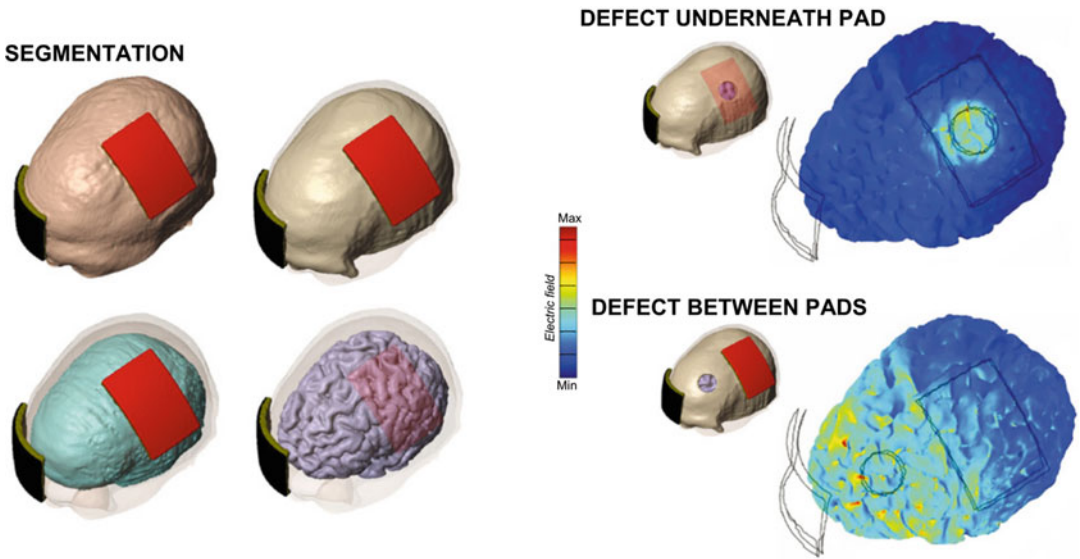 SEGMENTATION
DEFECT UNDERNEATH PAD
Max
Electric field
Min
DEFECT BETWEEN PADS